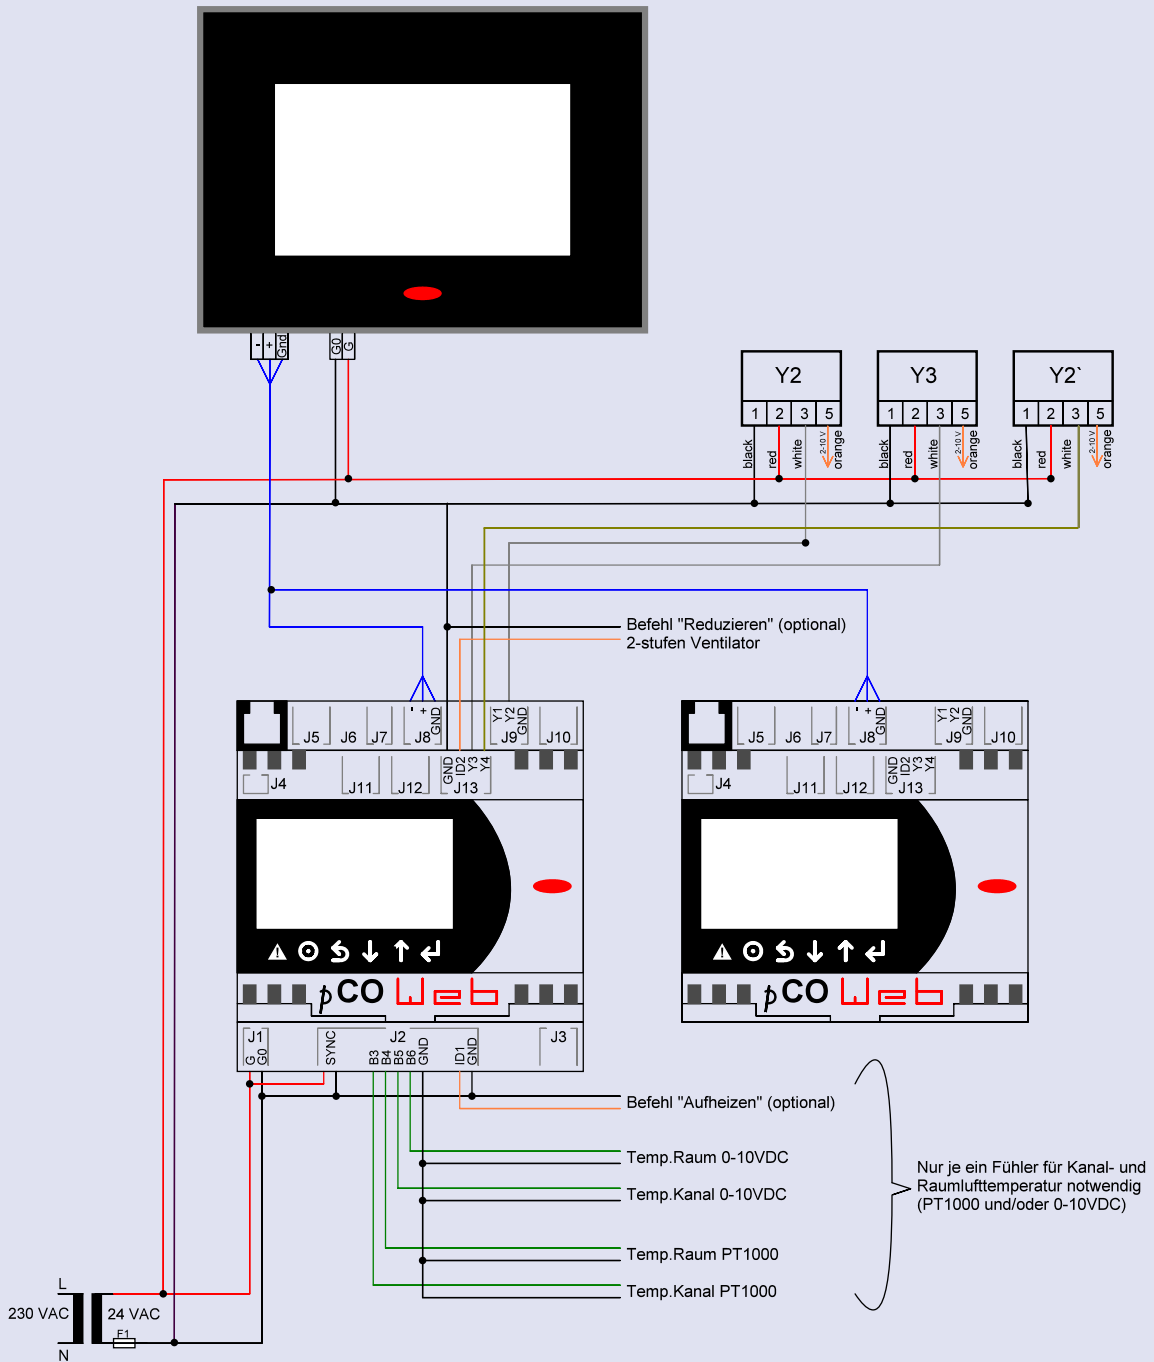 - + Gnd G0 G
Y2 Y3 Y2`
1 2 3 5 1 2 3 5 1 2 3 5
black red white 2-10 V orange black red white 2-10 V orange black red white 2-10 V orange
Befehl "Reduzieren" (optional)
2-stufen Ventilator
- + GND Y1 Y2 GND - + GND Y1 Y2 GND
J5 J6 J7 J8 J9 J10 J5 J6 J7 J8 J9 J10
GND ID2 Y3 Y4 GND ID2 Y3 Y4
J4 J11 J12 J13 J4 J11 J12 J13
pCO Web pCO Web
J1 J2 J3
G G0 SYNC B3 B4 B5 B6 GND ID1 GND
Befehl "Aufheizen" (optional)
Temp.Raum 0-10VDC
Temp.Kanal 0-10VDC
Nur je ein Fühler für Kanal- und
Raumlufttemperatur notwendig
(PT1000 und/oder 0-10VDC)
Temp.Raum PT1000
Temp.Kanal PT1000
L
230 VAC 24 VAC
F1
N